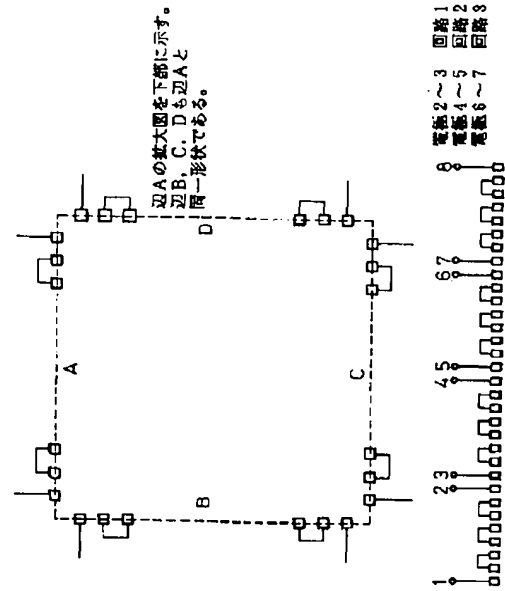 辺Aの拡大図を下部に示す。
辺B, C, Dも辺Aと
同一形状である。
A
B
C
D
1 2 3 4 5 6 7 8
電極2~3 回路1
電極4~5 回路2
電極6~7 回路3